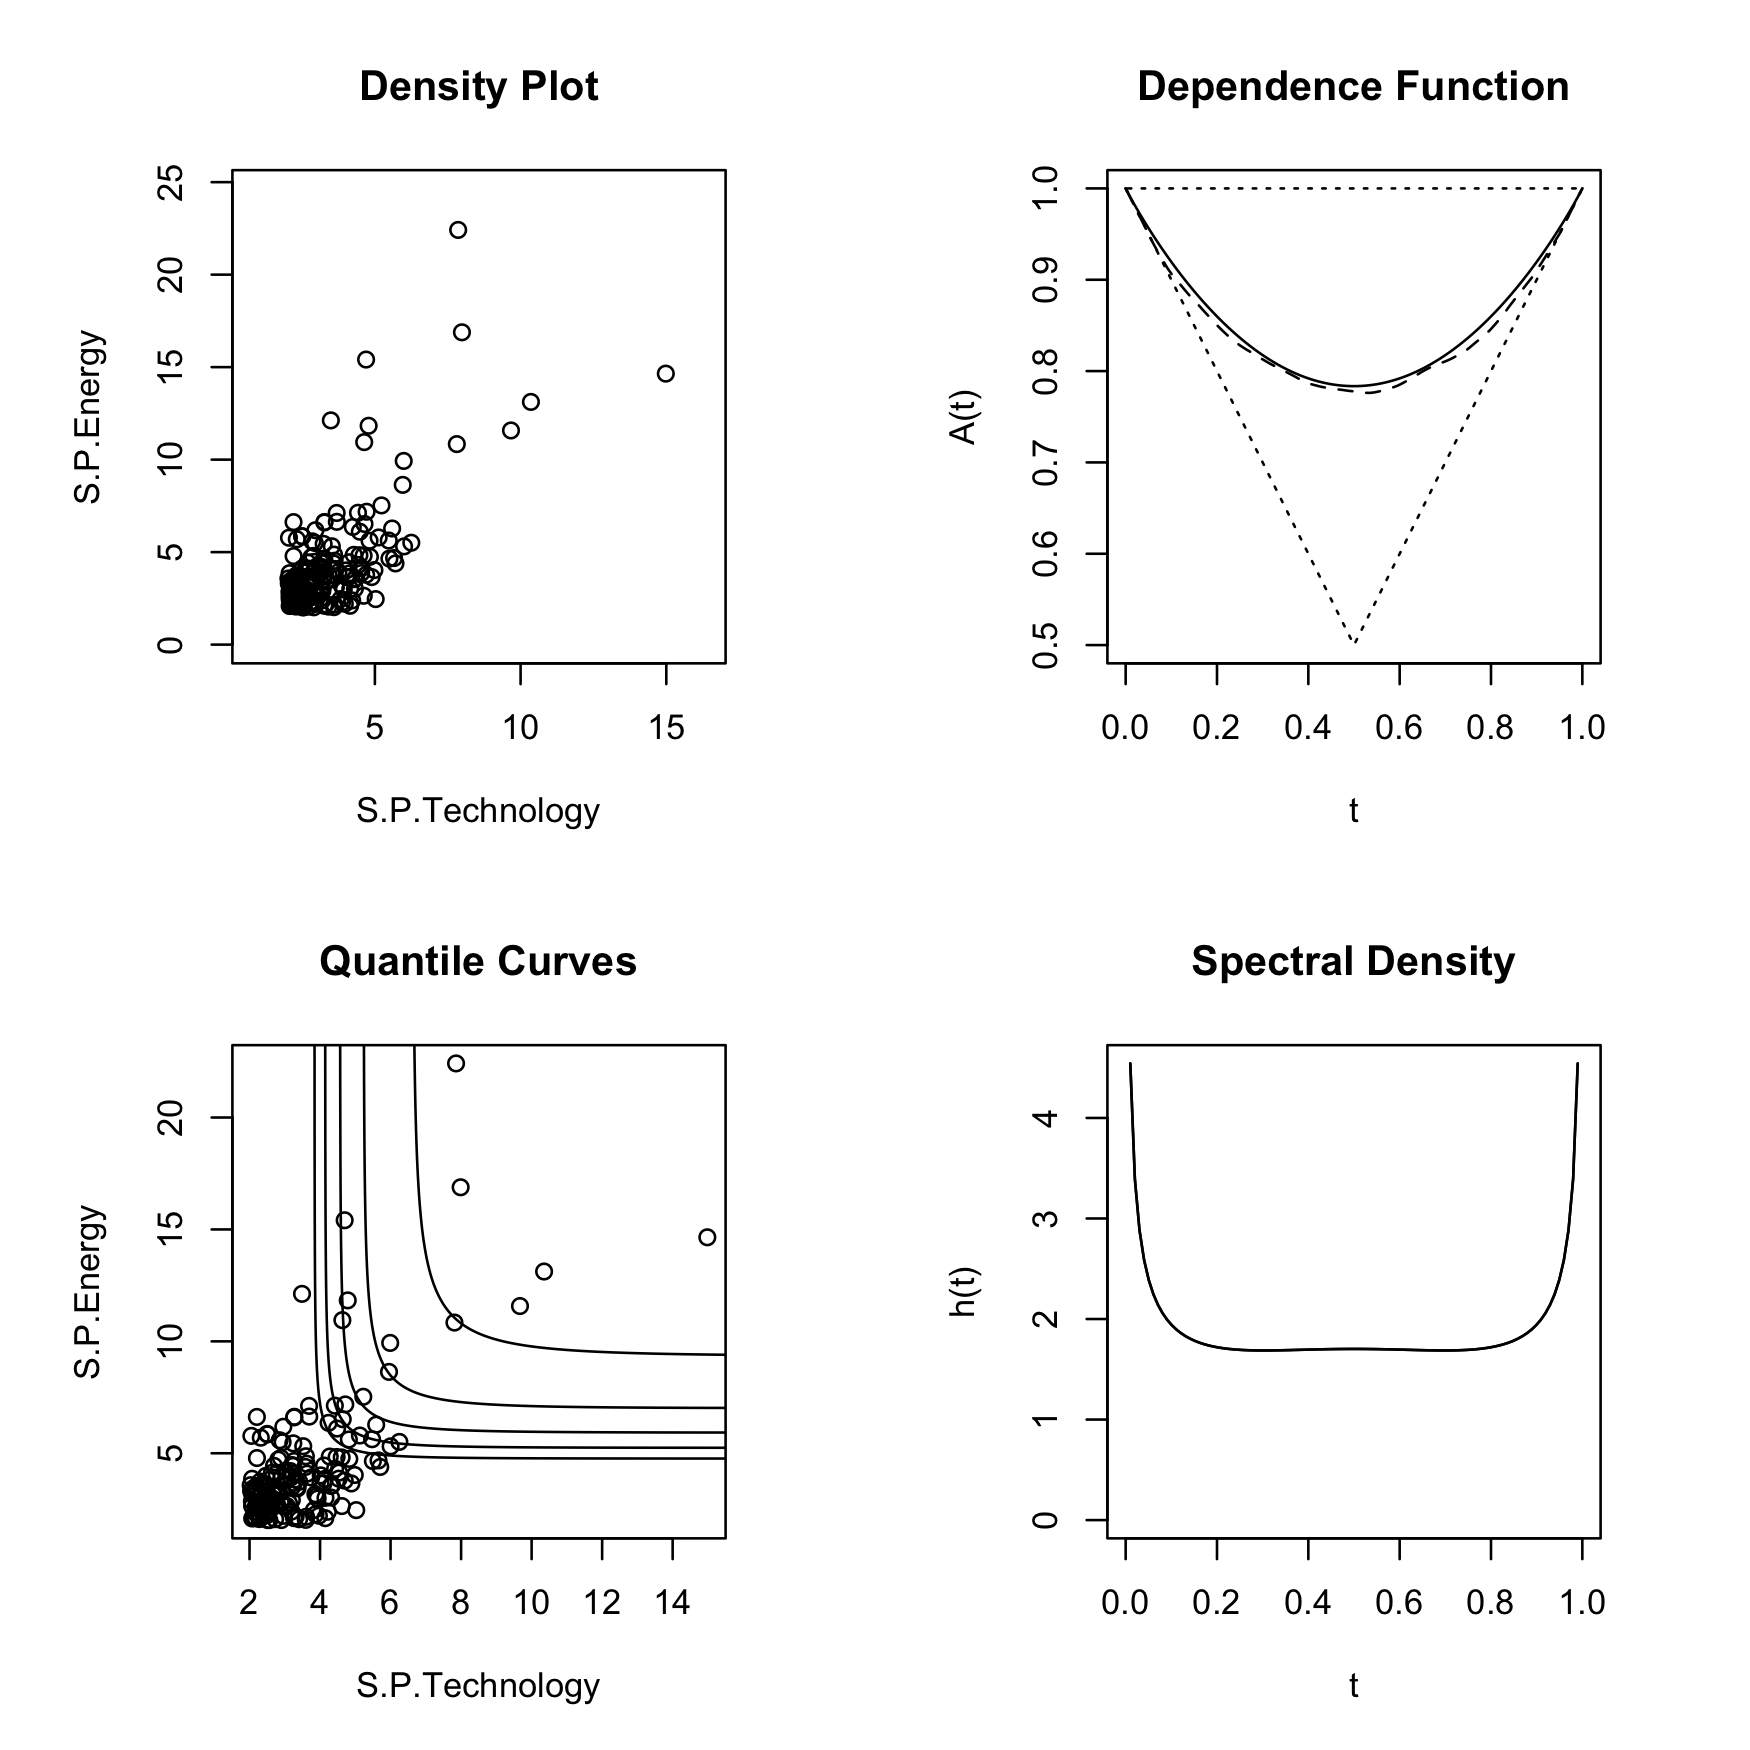 Density Plot
S.P.Energy
25
20
15
10
5
0
5 10 15
S.P.Technology
Dependence Function
A(t)
1.0
0.9
0.8
0.7
0.6
0.5
0.0 0.2 0.4 0.6 0.8 1.0
t
Quantile Curves
S.P.Energy
20
15
10
5
2 4 6 8 10 12 14
S.P.Technology
Spectral Density
h(t)
4
3
2
1
0
0.0 0.2 0.4 0.6 0.8 1.0
t